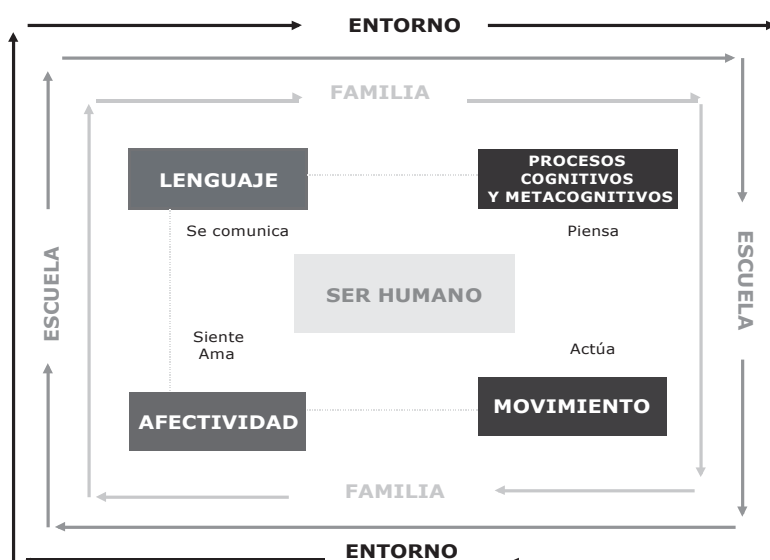 ENTORNO
FAMILIA
LENGUAJE
PROCESOS
COGNITIVOS
Y METACOGNITIVOS
Se comunica
Piensa
ESCUELA
SER HUMANO
ESCUELA
Siente
Ama
Actúa
AFECTIVIDAD
MOVIMIENTO
FAMILIA
ENTORNO